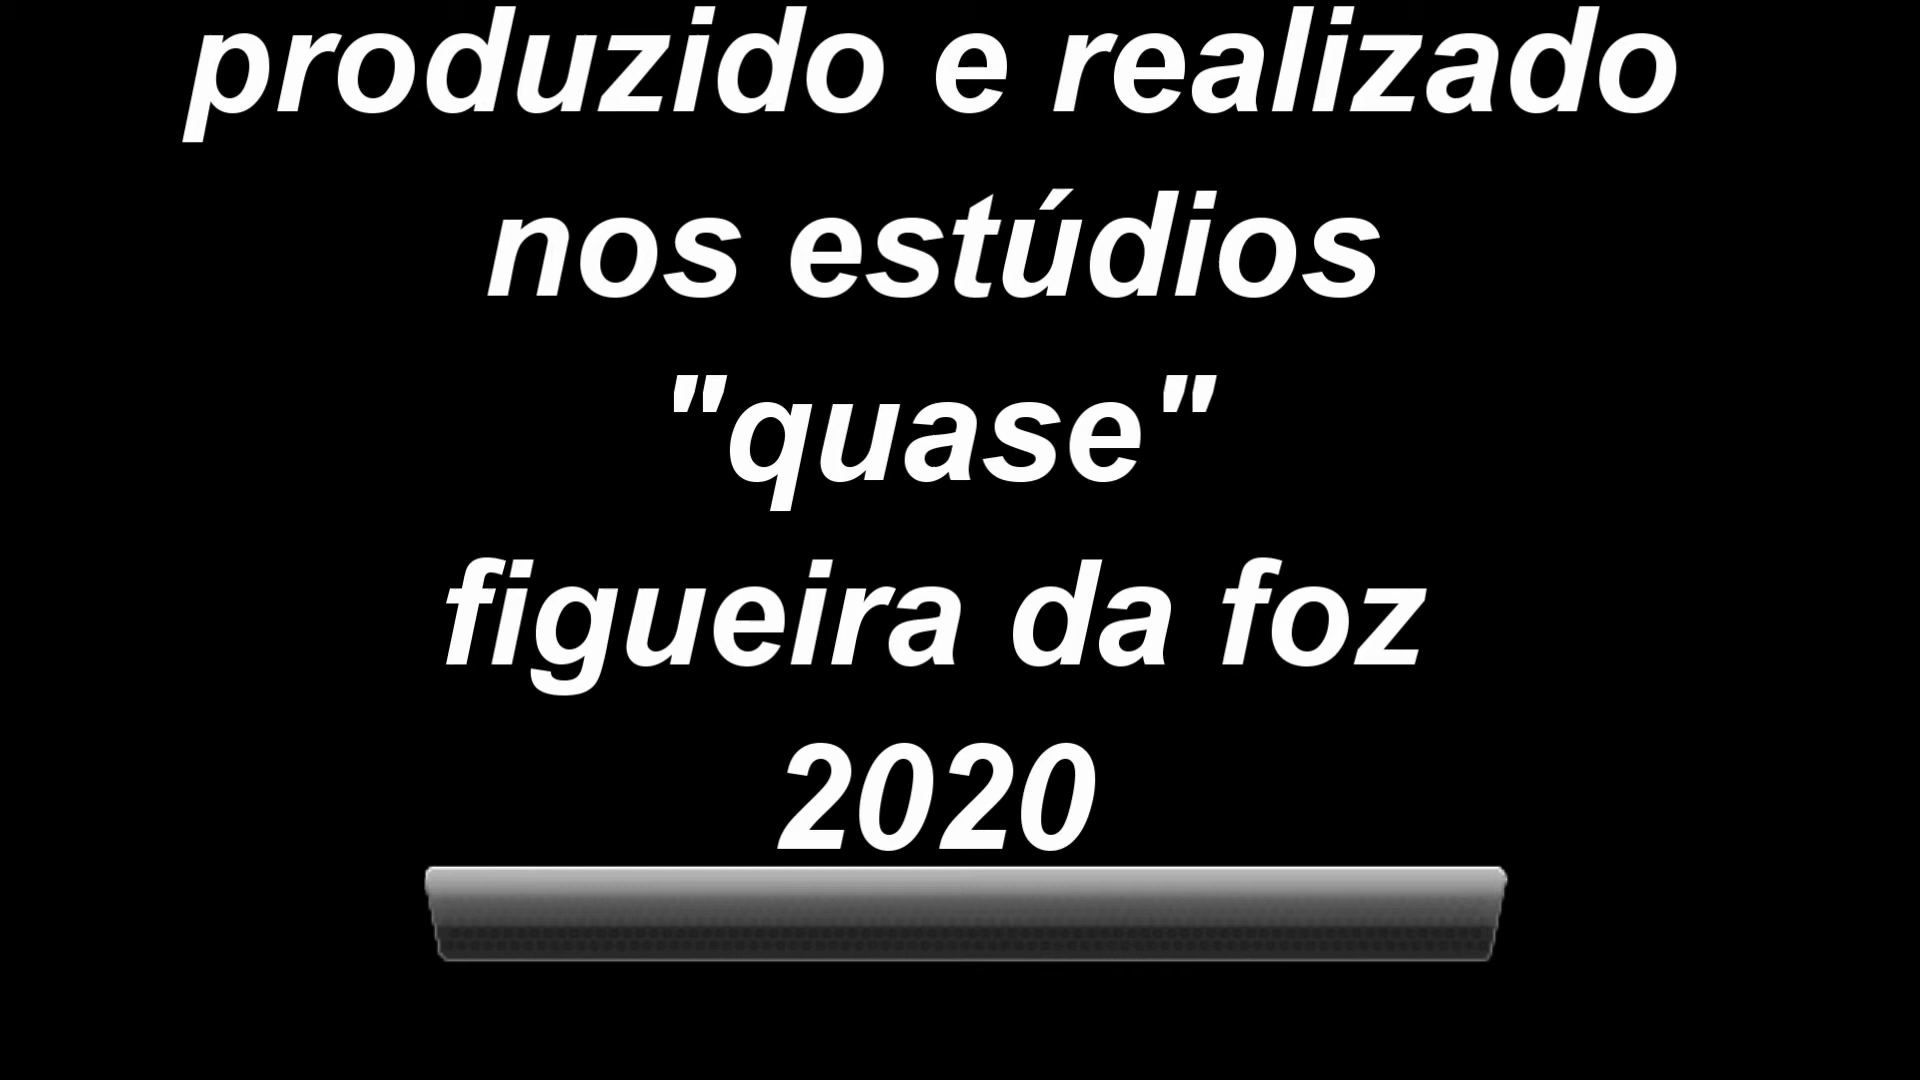 produzido e realizado
nos estúdios
"quase"
figueira da foz
2020